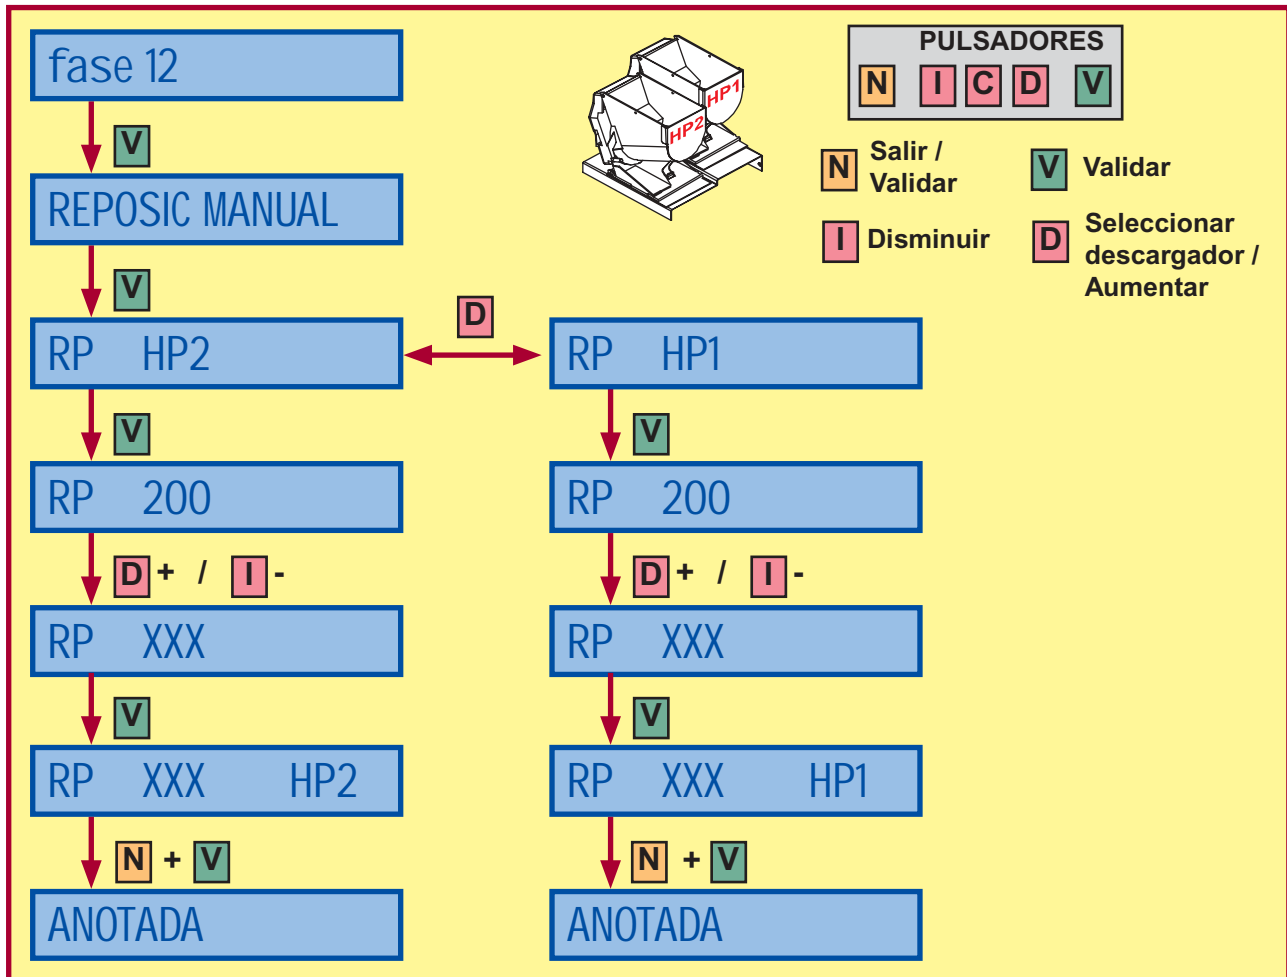 fase 12
V
REPOSIC MANUAL
V
RP HP2
D
RP HP1
V
V
RP 200
RP 200
D + / I -
D + / I -
RP XXX
RP XXX
V
V
RP XXX HP2
RP XXX HP1
N + V
N + V
ANOTADA
ANOTADA
HP1
HP2
PULSADORES
N I C D V
N Salir /
Validar
V Validar
I Disminuir
D Seleccionar
descargador /
Aumentar